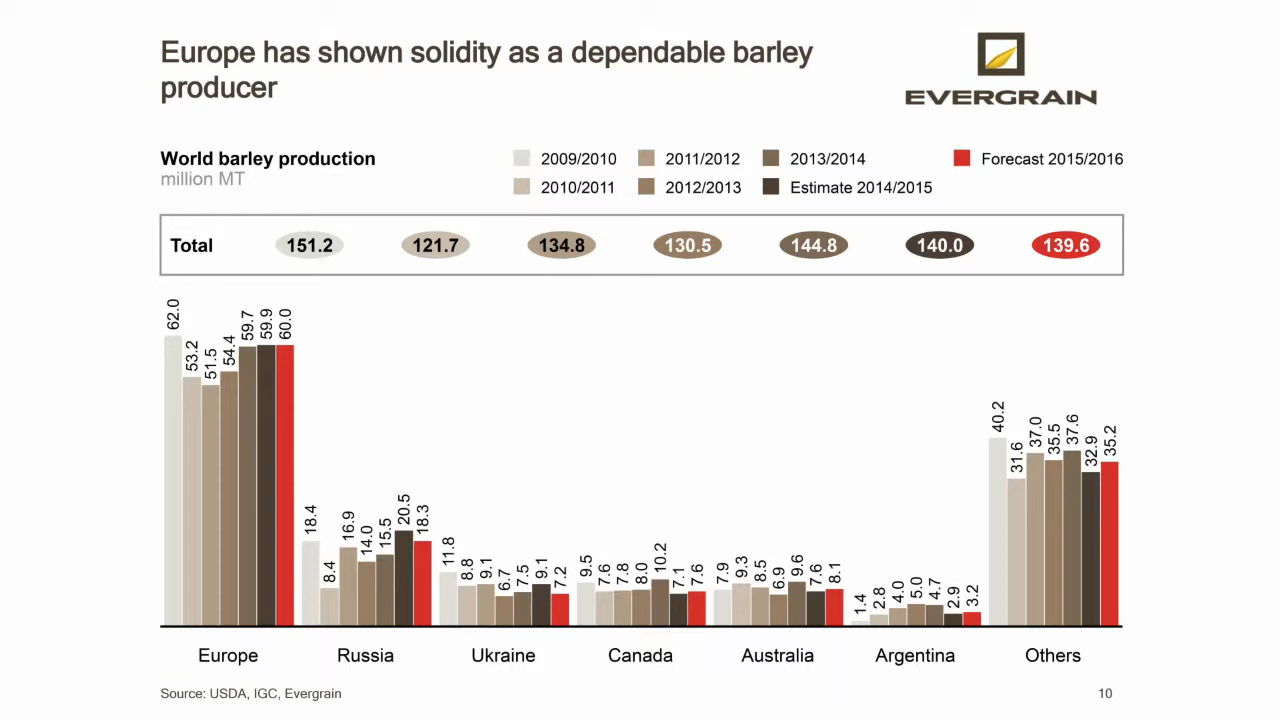 Europe has shown solidity as a dependable barley
producer
EVERGRAIN
World barley production
million MT
2009/2010
2011/2012
2013/2014
Forecast 2015/2016
2010/2011
2012/2013
Estimate 2014/2015
Total 151.2 121.7 134.8 130.5 144.8 140.0 139.6
62.0 53.2 51.5 54.4 59.7 59.9 60.0
18.4 8.4 16.9 14.0 15.5 20.5 18.3
11.8 8.8 9.1 6.7 7.5 9.1 7.2
9.5 7.6 7.8 8.0 10.2 7.1 7.6
7.9 9.3 8.5 6.9 9.6 7.6 8.1
1.4 2.8 4.0 5.0 4.7 2.9 3.2
40.2 31.6 37.0 35.5 37.6 32.9 35.2
Europe Russia Ukraine Canada Australia Argentina Others
Source: USDA, IGC, Evergrain
10